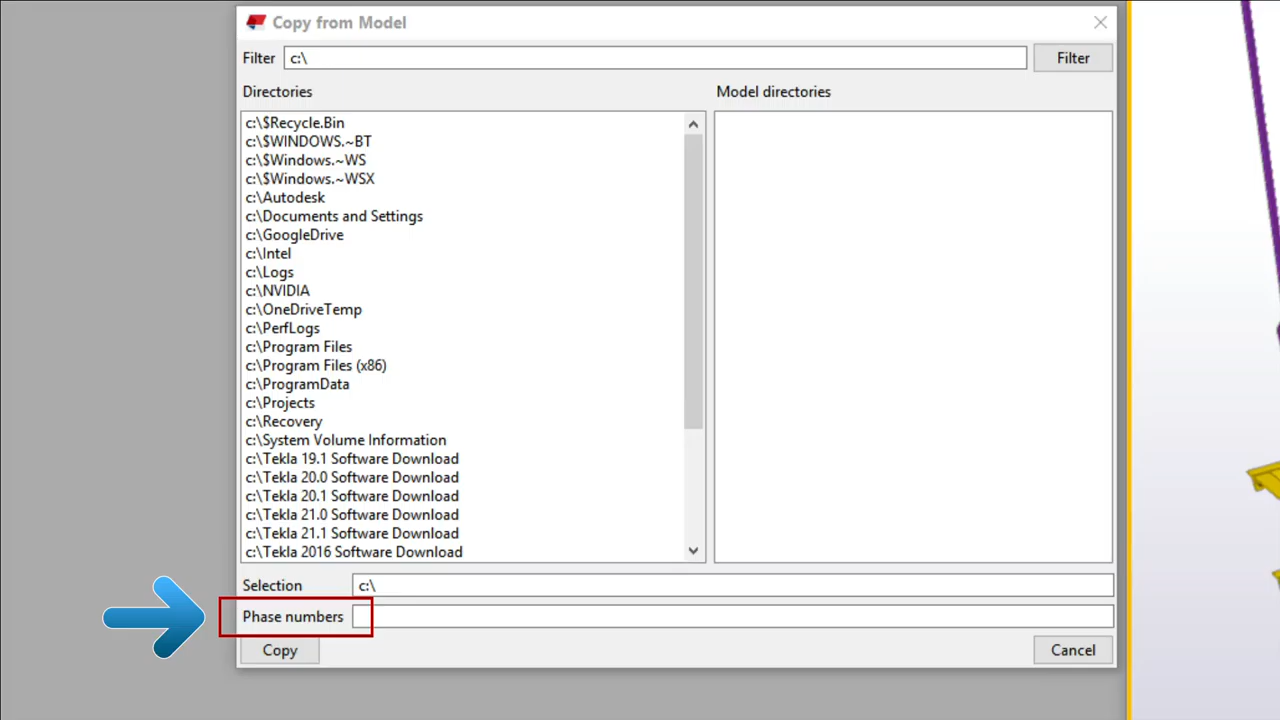 Copy from Model
Filter c:\ Filter
Directories Model directories
c:\$Recycle.Bin
c:\$WINDOWS.~BT
c:\$Windows.~WS
c:\$Windows.~WSX
c:\Autodesk
c:\Documents and Settings
c:\GoogleDrive
c:\Intel
c:\Logs
c:\NVIDIA
c:\OneDriveTemp
c:\PerfLogs
c:\Program Files
c:\Program Files (x86)
c:\ProgramData
c:\Projects
c:\Recovery
c:\System Volume Information
c:\Tekla 19.1 Software Download
c:\Tekla 20.0 Software Download
c:\Tekla 20.1 Software Download
c:\Tekla 21.0 Software Download
c:\Tekla 21.1 Software Download
c:\Tekla 2016 Software Download
Selection c:\
Phase numbers
Copy Cancel